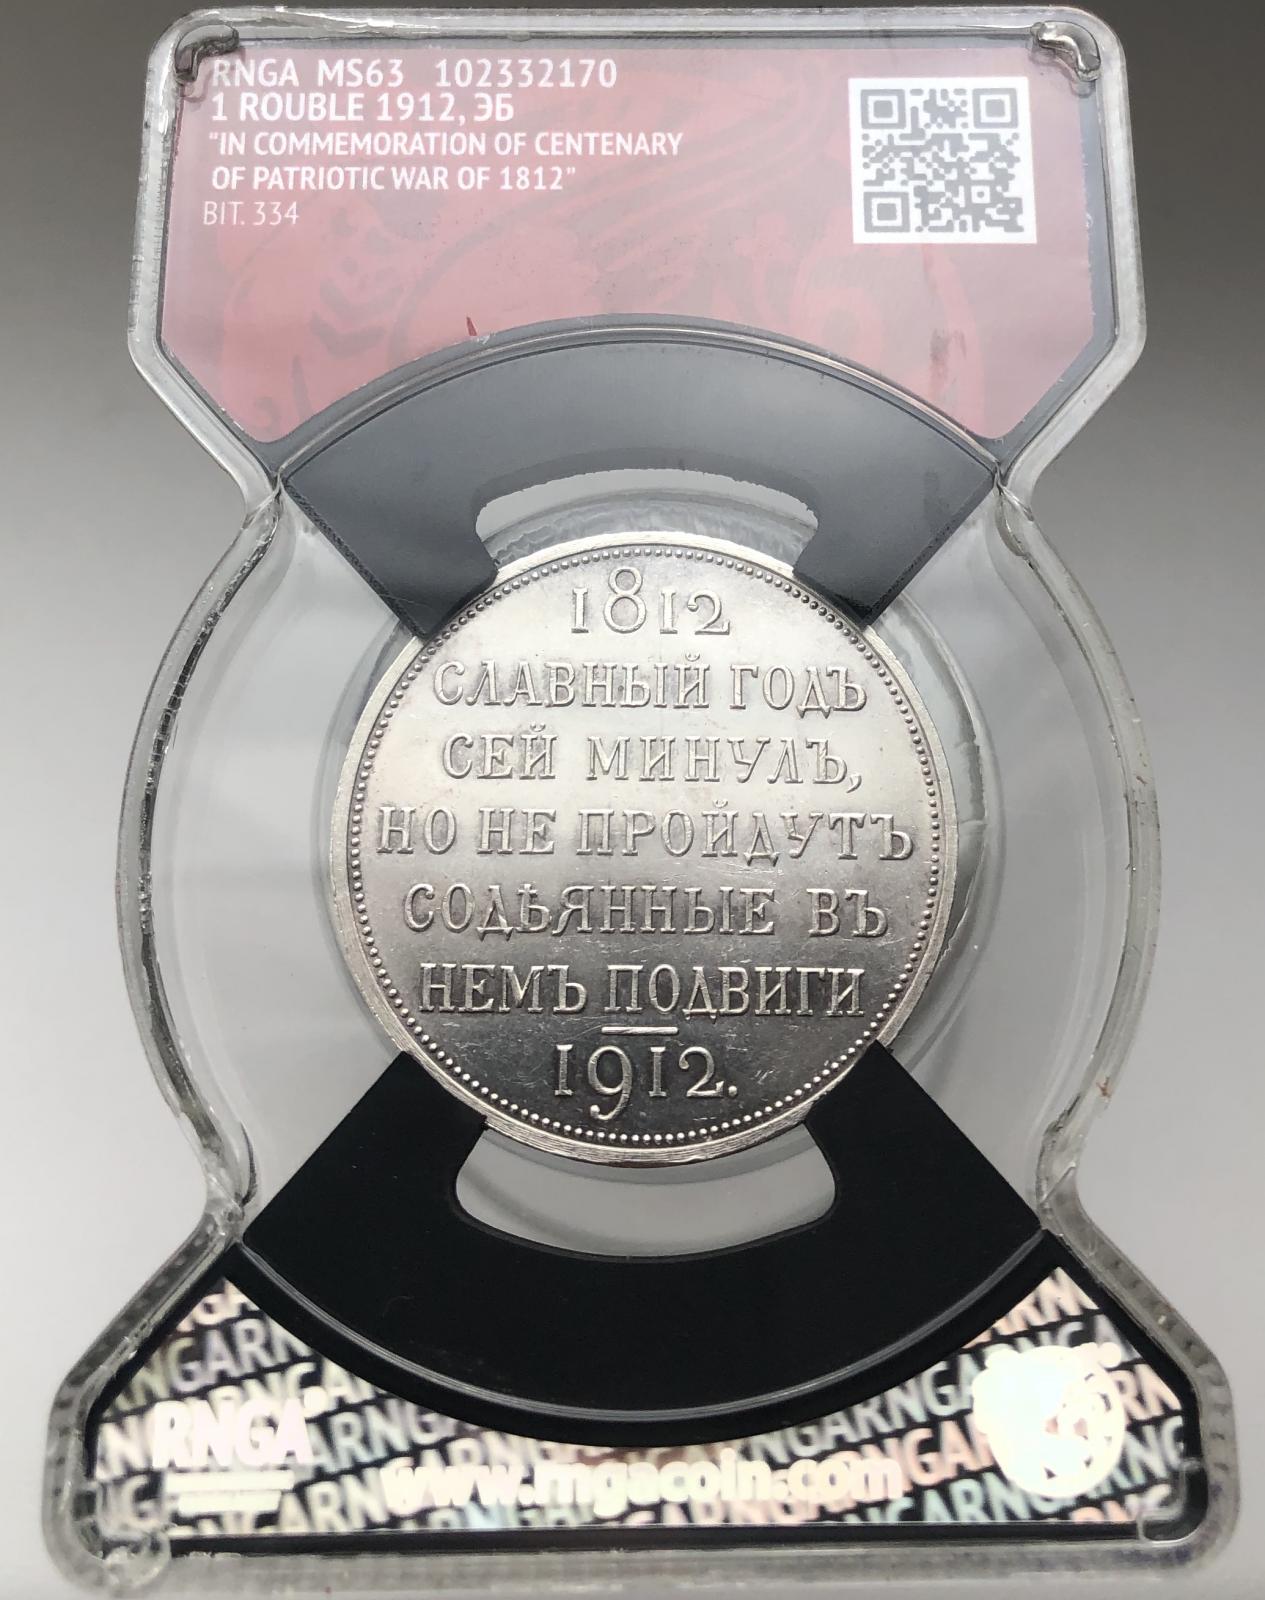 RNGA MS63 102332170
1 ROUBLE 1912, ЭБ
"IN COMMEMORATION OF CENTENARY
OF PATRIOTIC WAR OF 1812"
BIT. 334
1812
СЛАВНЫЙ ГОДЪ
СЕЙ МИНУЛЪ,
НО НЕ ПРОЙДУТЪ
СОДѢЯННЫЕ ВЪ
НЕМЪ ПОДВИГИ
1912.
RNGA
www.rngacoin.com